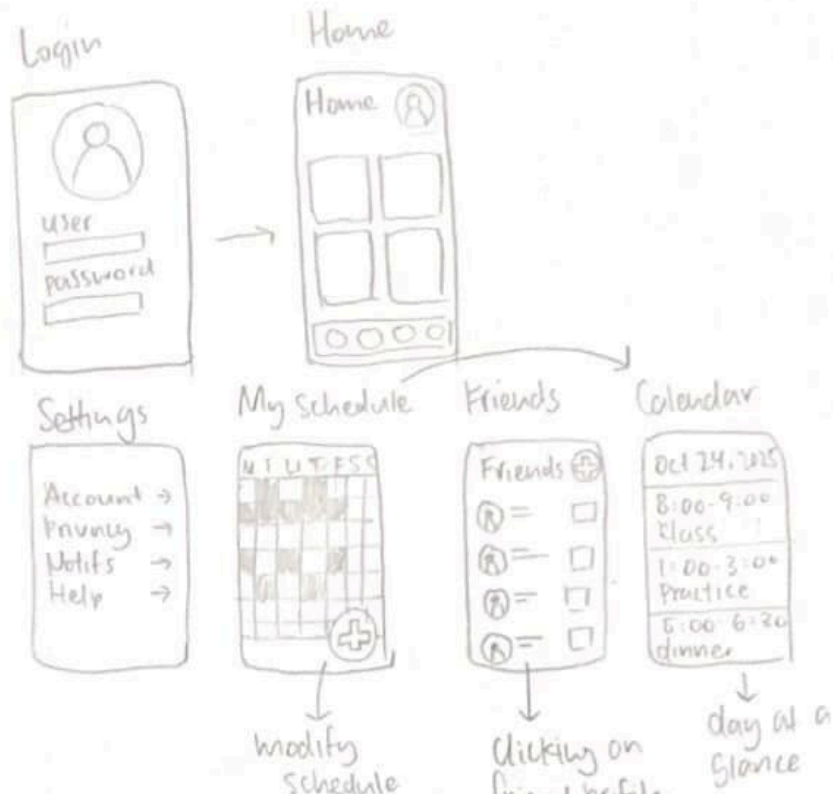 Login
Home
user
password
Home
Settings
Account →
Privacy →
Notifs →
Help →
My schedule
M T W T F S S
modify
schedule
Friends
Friends
Clicking on
Calendar
Oct 24, 2025
8:00-9:00
Class
1:00-3:00
Practice
6:30
dinner
day at a
glance